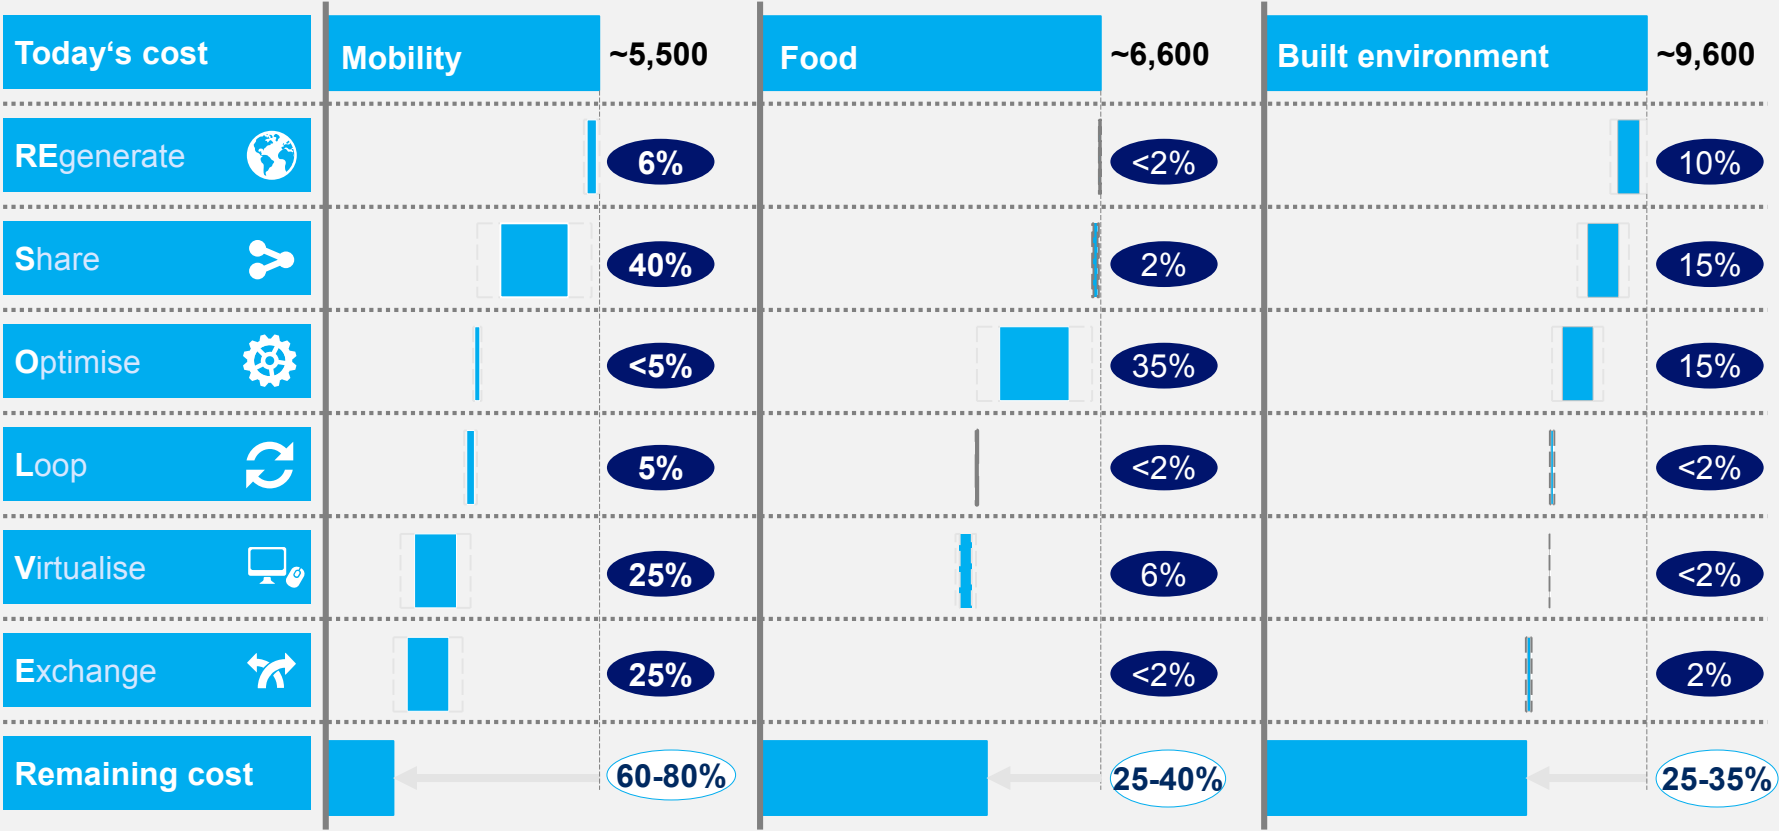 Today‘s cost Mobility ~5,500 Food ~6,600 Built environment ~9,600
REgenerate 6% <2% 10%
Share 40% 2% 15%
Optimise <5% 35% 15%
Loop 5% <2% <2%
Virtualise 25% 6% <2%
Exchange 25% <2% 2%
Remaining cost 60-80% 25-40% 25-35%